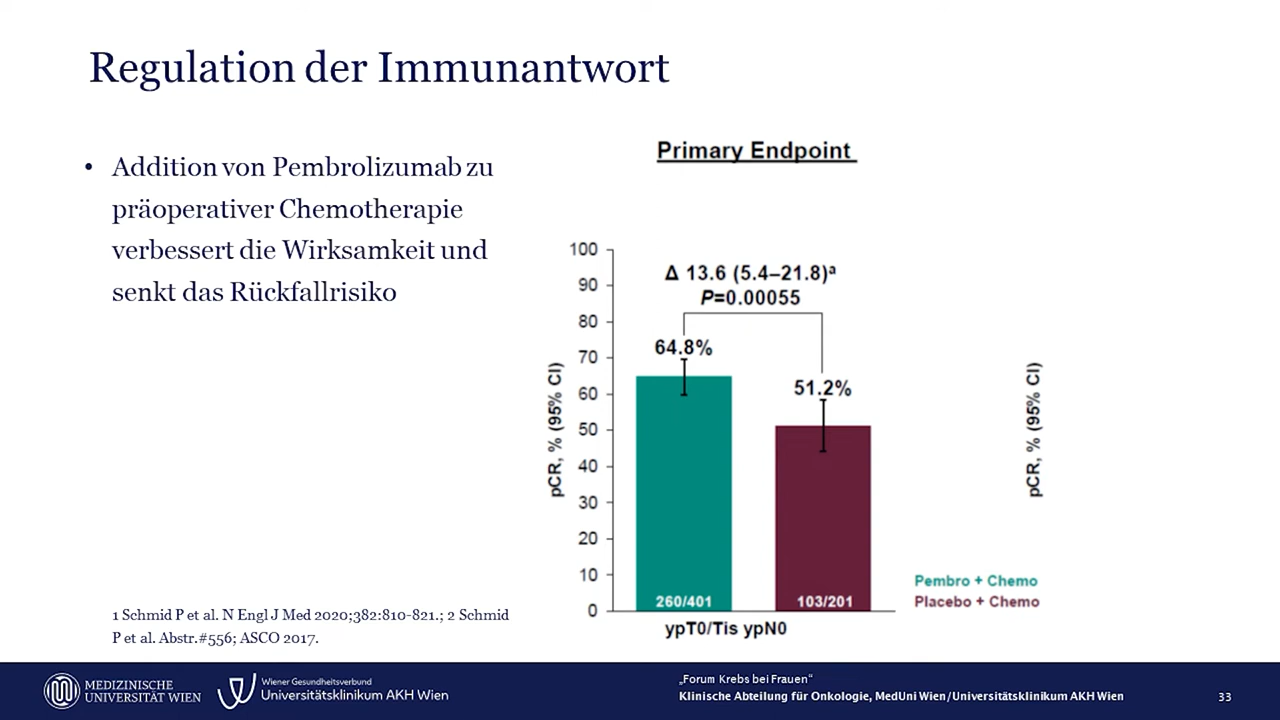 Regulation der Immunantwort
• Addition von Pembrolizumab zu
präoperativer Chemotherapie
verbessert die Wirksamkeit und
senkt das Rückfallrisiko
Primary Endpoint
Δ 13.6 (5.4–21.8)ª
P=0.00055
64.8%
51.2%
100
90
80
70
60
50
40
30
20
10
0
pCR, % (95% CI)
260/401
103/201
ypT0/Tis ypN0
pCR, % (95% CI)
Pembro + Chemo
Placebo + Chemo
1 Schmid P et al. N Engl J Med 2020;382:810-821.; 2 Schmid
P et al. Abstr.#556; ASCO 2017.
MEDIZINISCHE
UNIVERSITÄT WIEN
Wiener Gesundheitsverbund
Universitätsklinikum AKH Wien
„Forum Krebs bei Frauen“
Klinische Abteilung für Onkologie, MedUni Wien/Universitätsklinikum AKH Wien
33